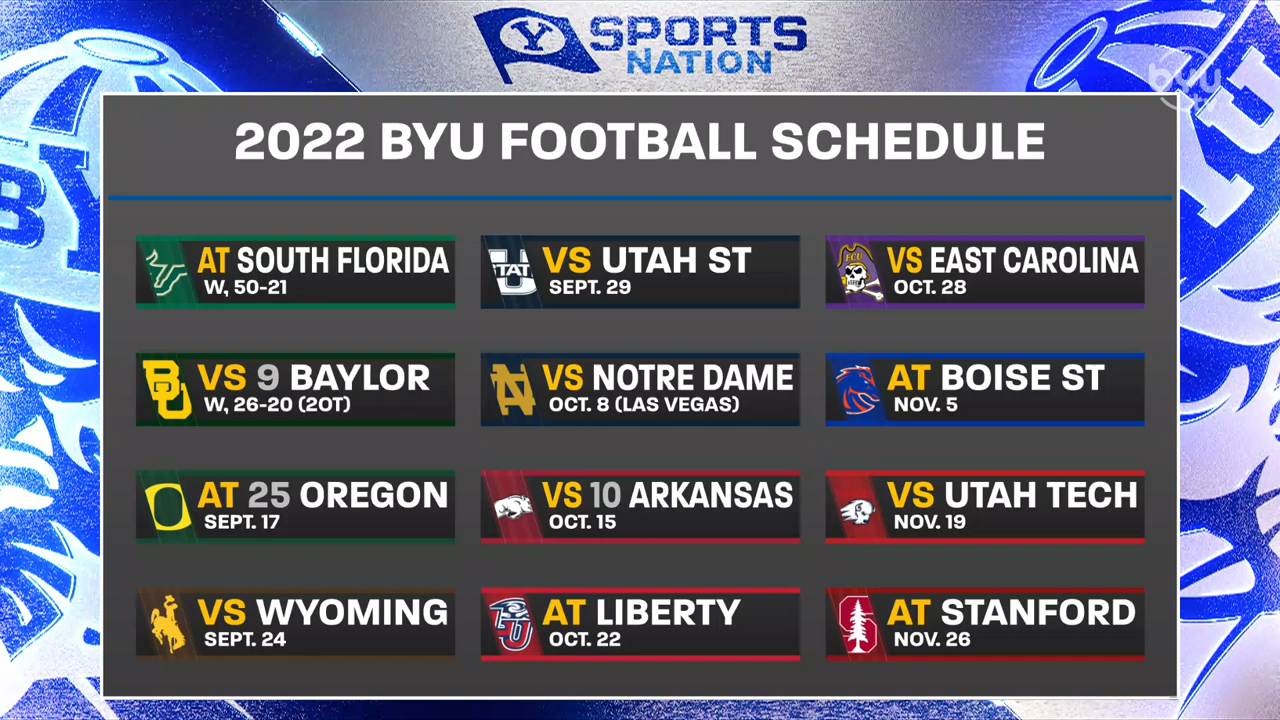 Y SPORTS
NATION
byu
tv
2022 BYU FOOTBALL SCHEDULE
AT SOUTH FLORIDA
W, 50-21
VS 9 BAYLOR
W, 26-20 (2OT)
AT 25 OREGON
SEPT. 17
VS WYOMING
SEPT. 24
VS UTAH ST
SEPT. 29
VS NOTRE DAME
OCT. 8 (LAS VEGAS)
VS 10 ARKANSAS
OCT. 15
AT LIBERTY
OCT. 22
ECU
VS EAST CAROLINA
OCT. 28
AT BOISE ST
NOV. 5
VS UTAH TECH
NOV. 19
AT STANFORD
NOV. 26